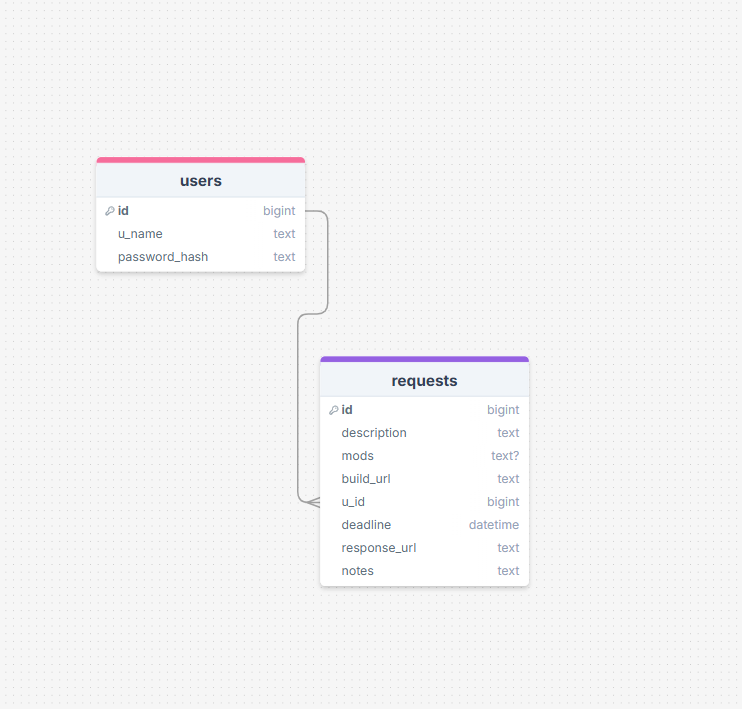 users
id bigint
u_name text
password_hash text
requests
id bigint
description text
mods text?
build_url text
u_id bigint
deadline datetime
response_url text
notes text